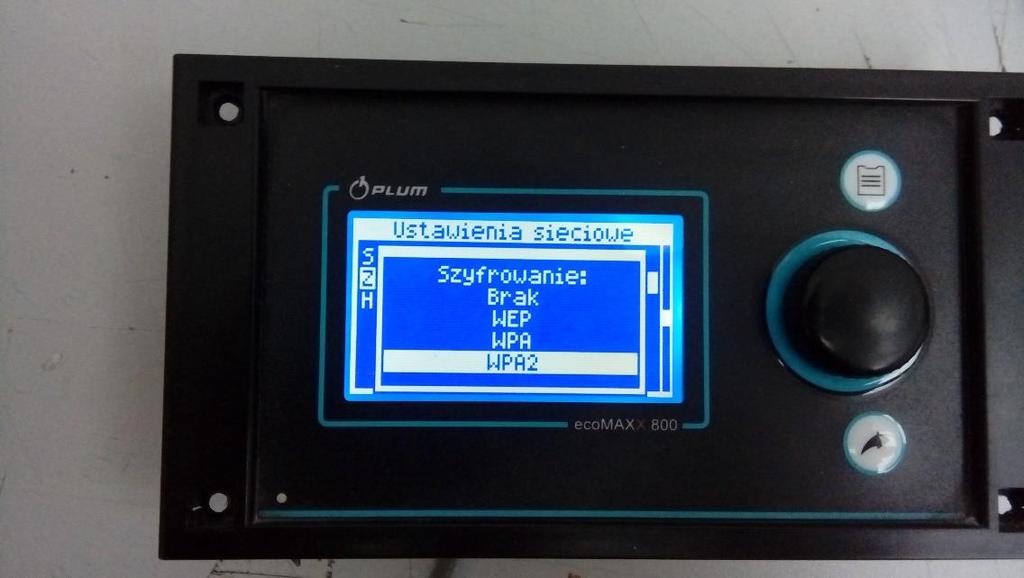 PLUM
Ustawienia sieciowe
S
Z
H
Szyfrowanie:
Brak
WEP
WPA
WPA2
ecoMAXX 800